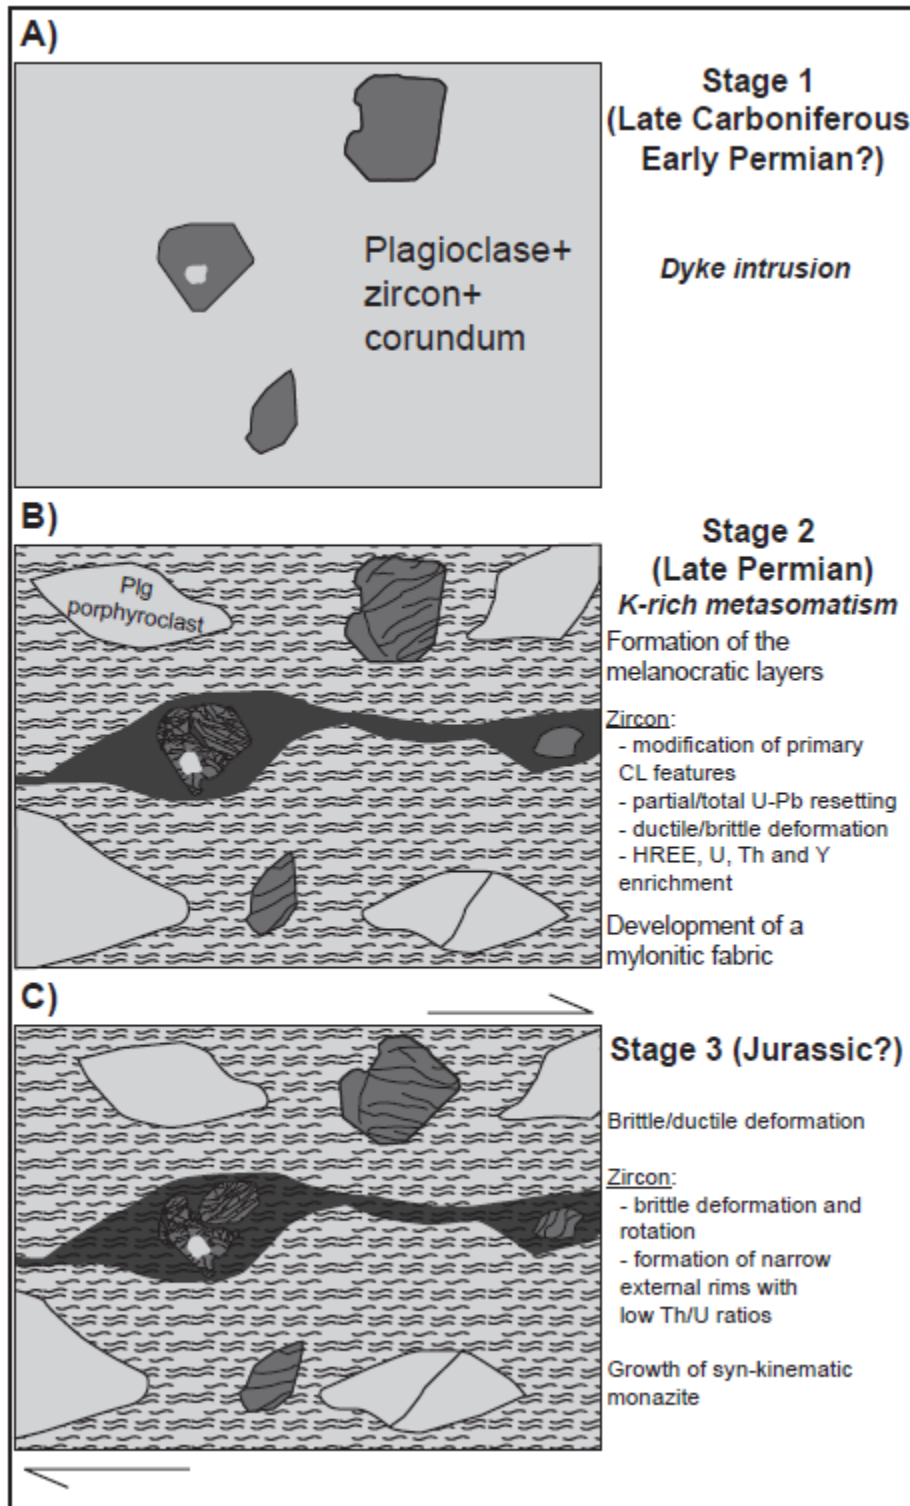 A)
Stage 1
(Late Carboniferous
Early Permian?)
Dyke intrusion
Plagioclase+
zircon+
corundum
B)
Stage 2
(Late Permian)
K-rich metasomatism
Formation of the
melanocratic layers
Zircon:
- modification of primary
CL features
- partial/total U-Pb resetting
- ductile/brittle deformation
- HREE, U, Th and Y
enrichment
Development of a
mylonitic fabric
Plg
porphyroclast
C)
Stage 3 (Jurassic?)
Brittle/ductile deformation
Zircon:
- brittle deformation and
rotation
- formation of narrow
external rims with
low Th/U ratios
Growth of syn-kinematic
monazite